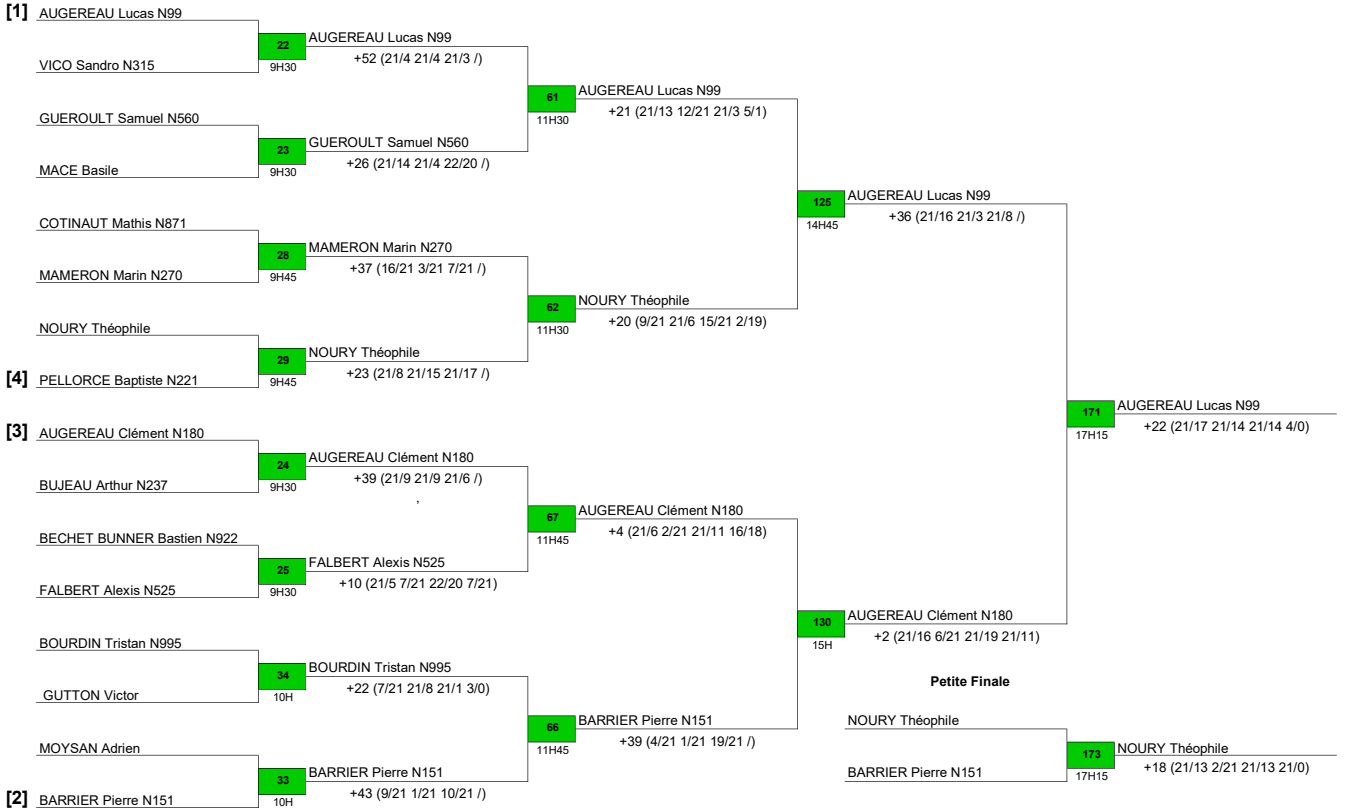 [1] AUGEREAU Lucas N99
22 AUGEREAU Lucas N99
+52 (21/4 21/4 21/3 /)
VICO Sandro N315
9H30
61 AUGEREAU Lucas N99
+21 (21/13 12/21 21/3 5/1)
11H30
GUEROULT Samuel N560
23 GUEROULT Samuel N560
+26 (21/14 21/4 22/20 /)
MACE Basile
9H30
125 AUGEREAU Lucas N99
+36 (21/16 21/3 21/8 /)
14H45
COTINAUT Mathis N871
28 MAMERON Marin N270
+37 (16/21 3/21 7/21 /)
MAMERON Marin N270
9H45
62 NOURY Théophile
+20 (9/21 21/6 15/21 2/19)
11H30
NOURY Théophile
29 NOURY Théophile
+23 (21/8 21/15 21/17 /)
[4] PELLORCE Baptiste N221
9H45
171 AUGEREAU Lucas N99
+22 (21/17 21/14 21/14 4/0)
17H15
[3] AUGEREAU Clément N180
24 AUGEREAU Clément N180
+39 (21/9 21/9 21/6 /)
BUJEAU Arthur N237
9H30
,
67 AUGEREAU Clément N180
+4 (21/6 2/21 21/11 16/18)
11H45
BECHET BUNNER Bastien N922
25 FALBERT Alexis N525
+10 (21/5 7/21 22/20 7/21)
FALBERT Alexis N525
9H30
130 AUGEREAU Clément N180
+2 (21/16 6/21 21/19 21/11)
15H
BOURDIN Tristan N995
34 BOURDIN Tristan N995
+22 (7/21 21/8 21/1 3/0)
GUTTON Victor
10H
66 BARRIER Pierre N151
+39 (4/21 1/21 19/21 /)
11H45
MOYSAN Adrien
33 BARRIER Pierre N151
+43 (9/21 1/21 10/21 /)
[2] BARRIER Pierre N151
10H
Petite Finale
NOURY Théophile
173 NOURY Théophile
+18 (21/13 2/21 21/13 21/0)
BARRIER Pierre N151
17H15